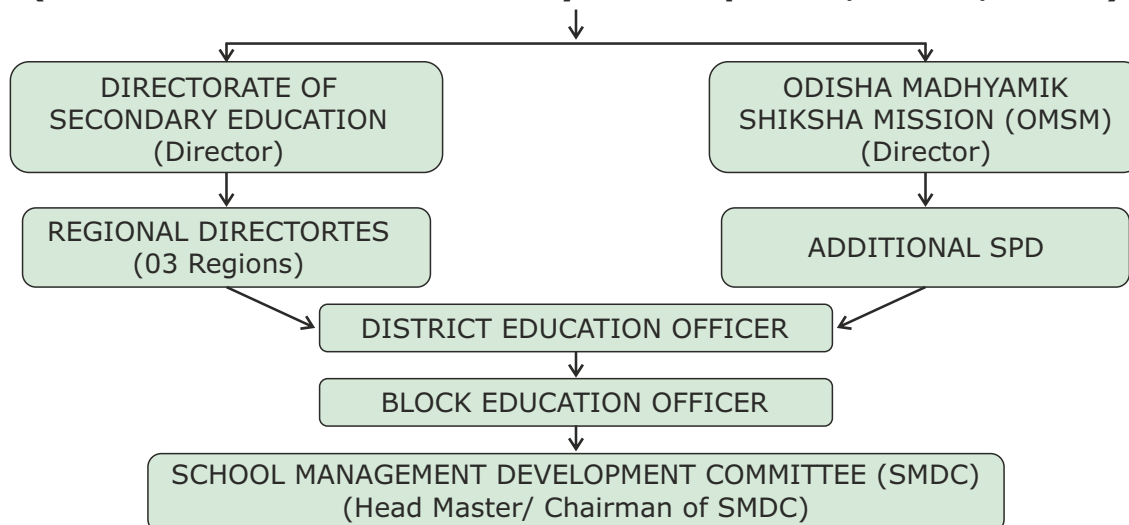 DIRECTORATE OF
SECONDARY EDUCATION
(Director)
ODISHA MADHYAMIK
SHIKSHA MISSION (OMSM)
(Director)
REGIONAL DIRECTORTES
(03 Regions)
ADDITIONAL SPD
DISTRICT EDUCATION OFFICER
BLOCK EDUCATION OFFICER
SCHOOL MANAGEMENT DEVELOPMENT COMMITTEE (SMDC)
(Head Master/ Chairman of SMDC)